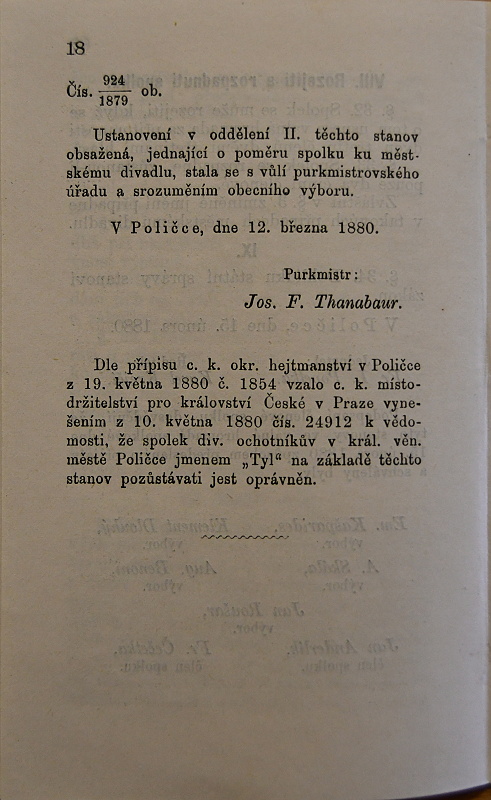 18
Čís. 924/1879 ob.
Ustanovení v oddělení II. těchto stanov
obsažená, jednající o poměru spolku ku měst-
skému divadlu, stala se s vůlí purkmistrovského
úřadu a srozuměním obecního výboru.
V Poličce, dne 12. března 1880.
Purkmistr:
Jos. F. Thanabaur.
Dle přípisu c. k. okr. hejtmanství v Poličce
z 19. května 1880 č. 1854 vzalo c. k. místo-
držitelství pro království České v Praze vyne-
šením z 10. května 1880 čís. 24912 k vědo-
mosti, že spolek div. ochotníkův v král. věn.
městě Poličce jmenem „Tyl“ na základě těchto
stanov pozůstávati jest oprávněn.